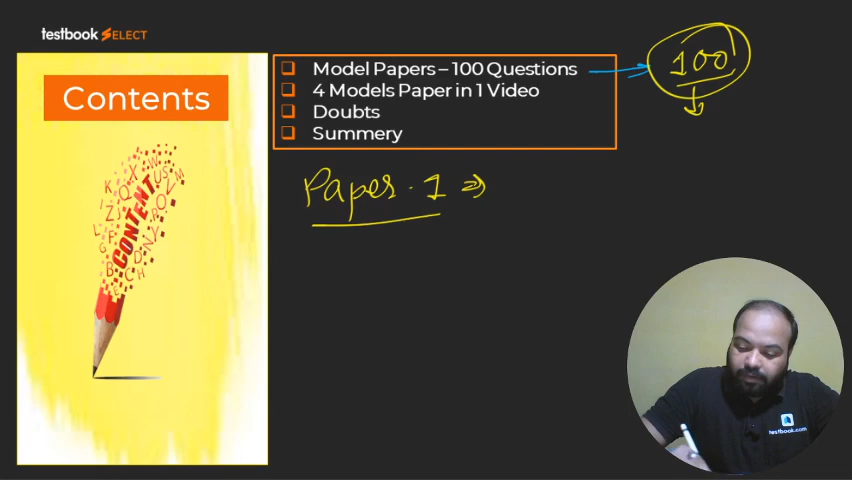 testbook SELECT
Contents
Model Papers – 100 Questions
4 Models Paper in 1 Video
Doubts
Summery
100
Paper. 1 ⇒
CONTENT
testbook.com